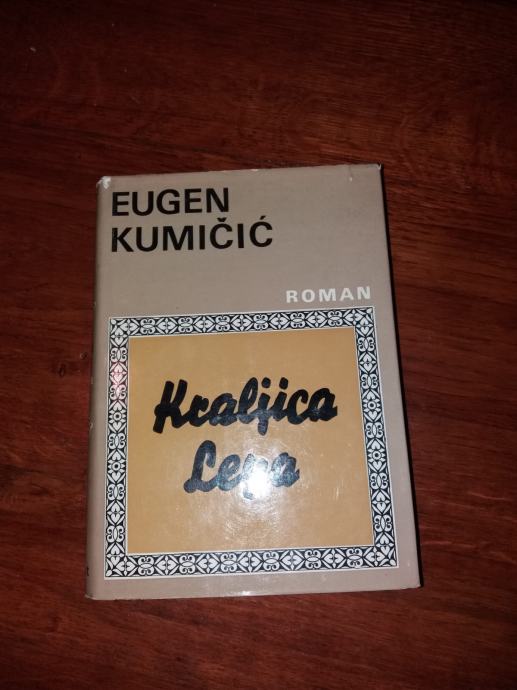 EUGEN
KUMIČIĆ
ROMAN
Kraljica
Lepa